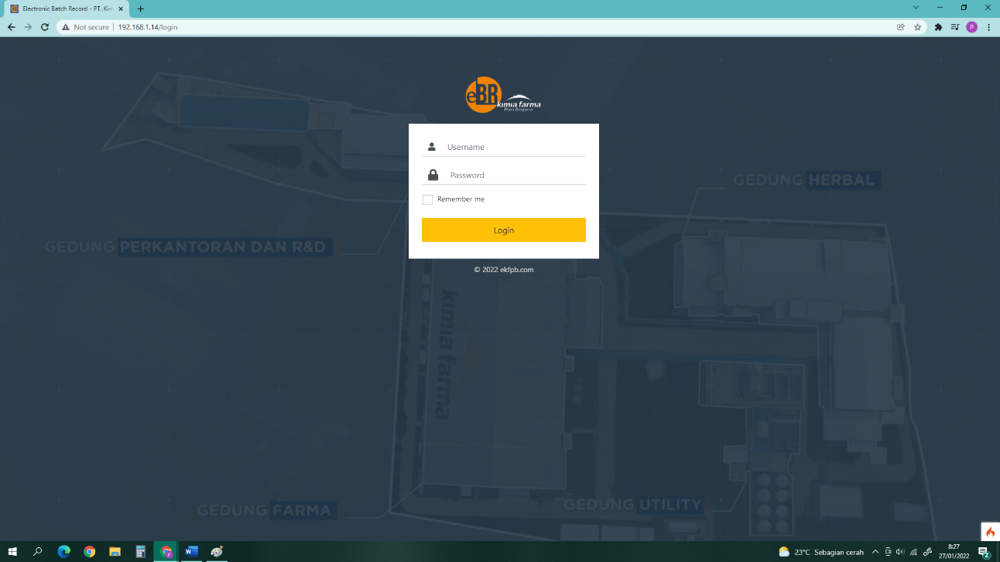 Electronic Batch Record - PT. Kim
Not secure
192.168.1.14/login
P
eBR
kimia farma
Plant Banjaran
Username
Password
Remember me
Login
© 2022 ekfpb.com
GEDUNG HERBAL
GEDUNG PERKANTORAN DAN R&D
kimia farma
GEDUNG FARMA
GEDUNG UTILITY
P
23°C Sebagian cerah
8:27
27/01/2022
2